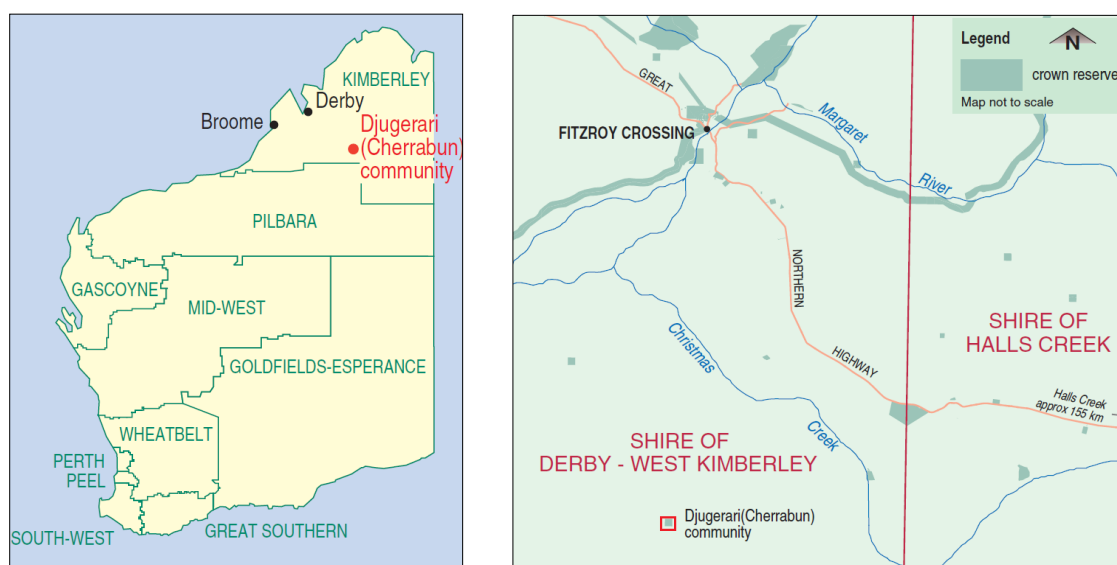 KIMBERLEY
Derby
Broome
Djugerari
(Cherrabun)
community
PILBARA
GASCOYNE
MID-WEST
GOLDFIELDS-ESPERANCE
WHEATBELT
PERTH
PEEL
SOUTH-WEST
GREAT SOUTHERN
Legend
N
crown reserve
Map not to scale
GREAT
FITZROY CROSSING
Margaret
River
NORTHERN
Christmas
SHIRE OF
HALLS CREEK
HIGHWAY
Halls Creek
approx 155 km
Creek
SHIRE OF
DERBY - WEST KIMBERLEY
Djugerari(Cherrabun)
community